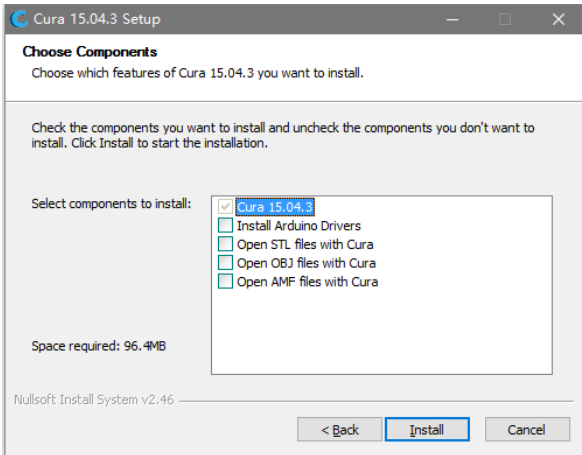 Cura 15.04.3 Setup
Choose Components
Choose which features of Cura 15.04.3 you want to install.
Check the components you want to install and uncheck the components you don't want to
install. Click Install to start the installation.
Select components to install:
Cura 15.04.3
Install Arduino Drivers
Open STL files with Cura
Open OBJ files with Cura
Open AMF files with Cura
Space required: 96.4MB
Nullsoft Install System v2.46
< Back
Install
Cancel